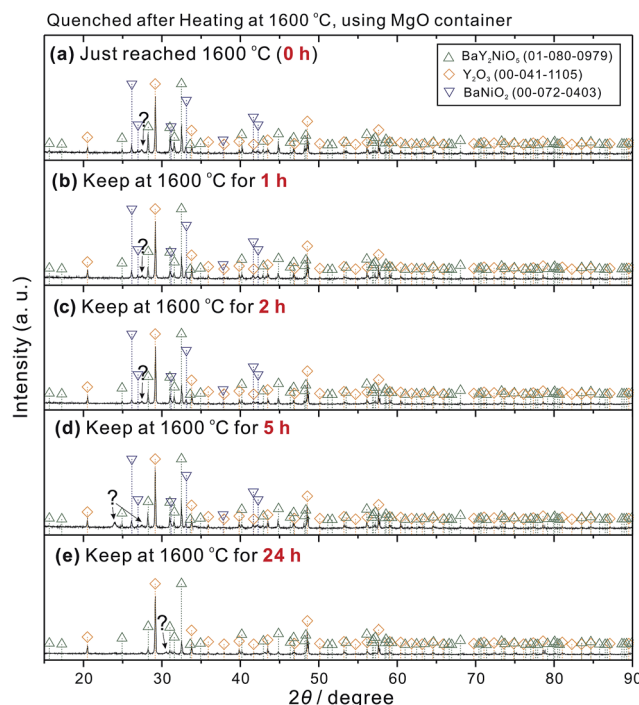 Quenched after Heating at 1600 °C, using MgO container
(a) Just reached 1600 °C (0 h)
BaY₂NiO₅ (01-080-0979)
Y₂O₃ (00-041-1105)
BaNiO₂ (00-072-0403)
?
(b) Keep at 1600 °C for 1 h
?
(c) Keep at 1600 °C for 2 h
?
(d) Keep at 1600 °C for 5 h
?
(e) Keep at 1600 °C for 24 h
?
Intensity (a. u.)
20 30 40 50 60 70 80 90
2θ / degree